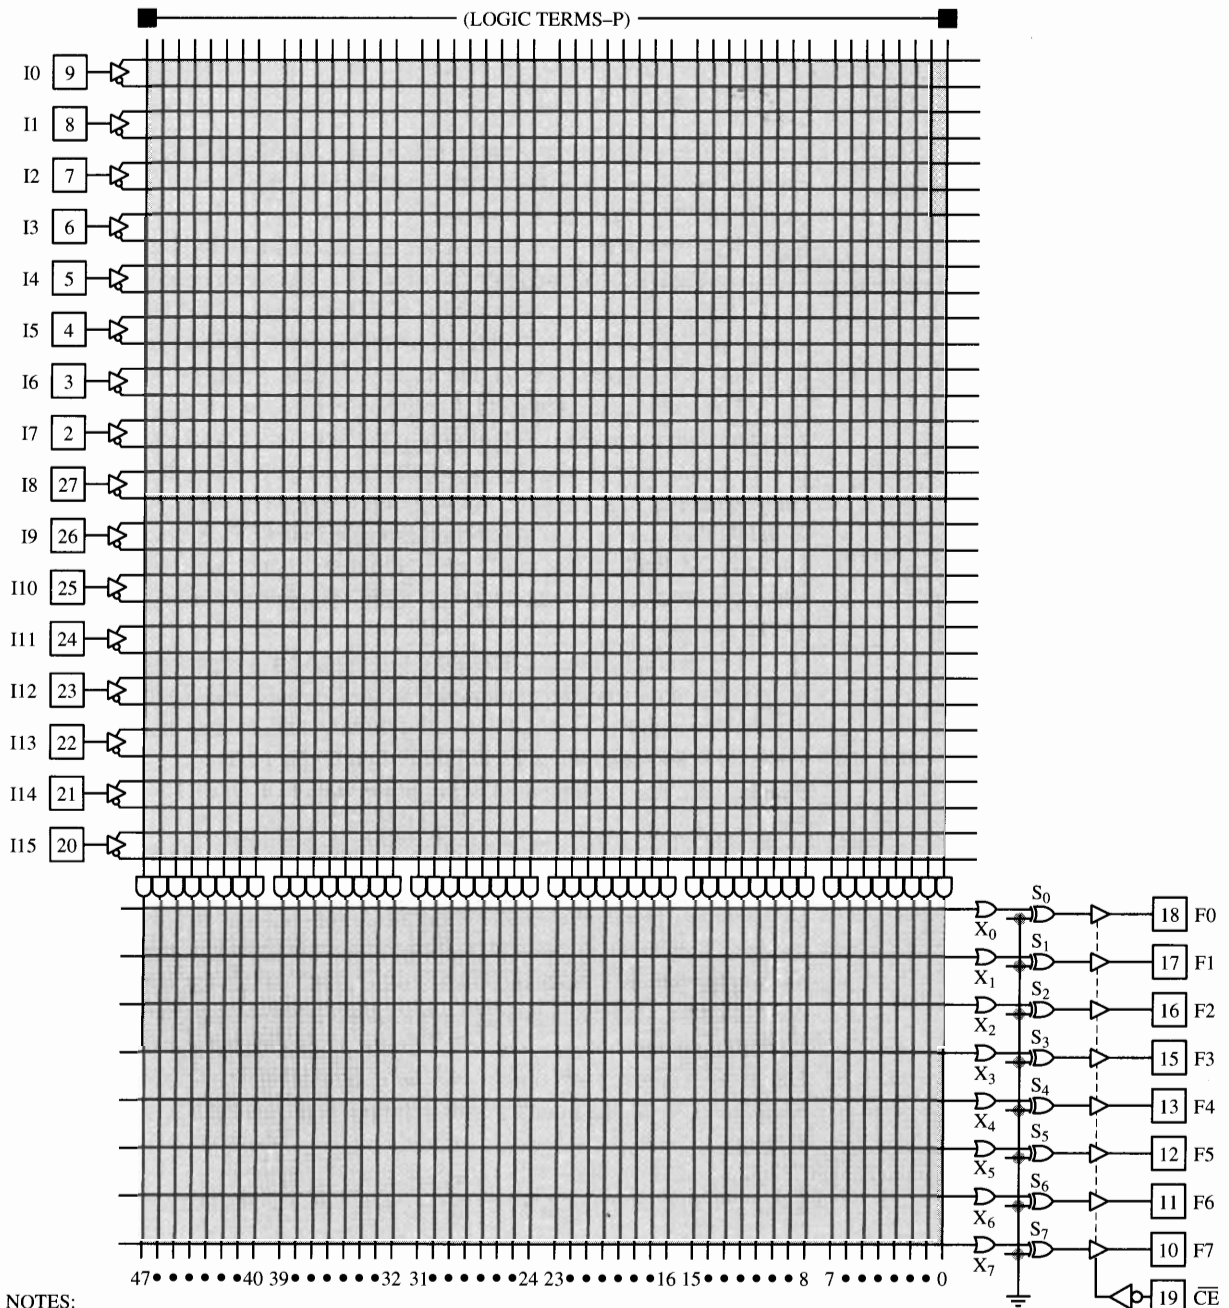 (LOGIC TERMS–P)
I0 9
I1 8
I2 7
I3 6
I4 5
I5 4
I6 3
I7 2
I8 27
I9 26
I10 25
I11 24
I12 23
I13 22
I14 21
I15 20
X0 S0 18 F0
X1 S1 17 F1
X2 S2 16 F2
X3 S3 15 F3
X4 S4 13 F4
X5 S5 12 F5
X6 S6 11 F6
X7 S7 10 F7
47 • • • • • • 40 39 • • • • • • 32 31 • • • • • • 24 23 • • • • • • 16 15 • • • • • • 8 7 • • • • • • 0
19 C̅E̅
NOTES: